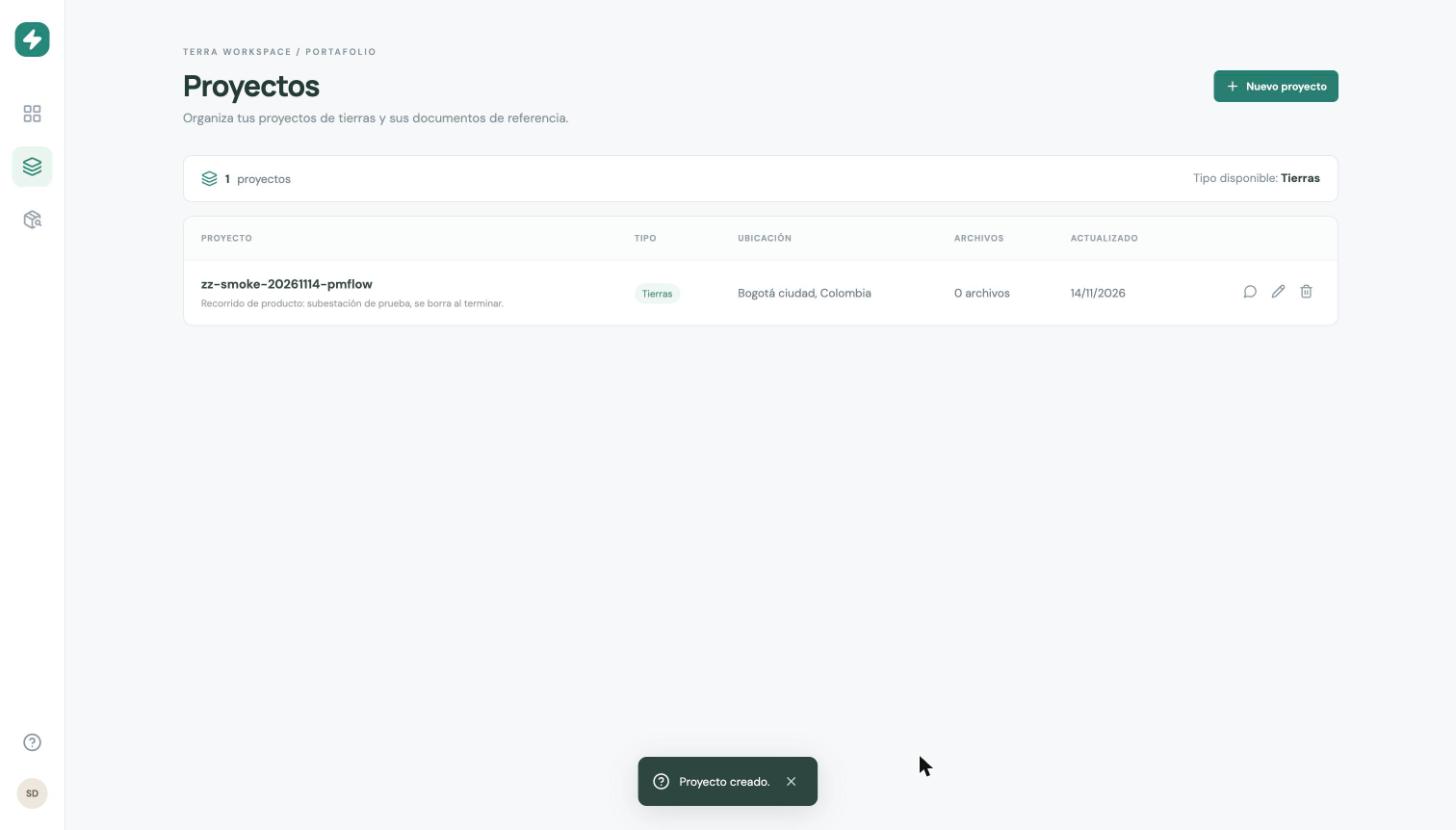 TERRA WORKSPACE / PORTAFOLIO
Proyectos
Nuevo proyecto
Organiza tus proyectos de tierras y sus documentos de referencia.
1 proyectos
Tipo disponible: Tierras
PROYECTO TIPO UBICACIÓN ARCHIVOS ACTUALIZADO
zz-smoke-20261114-pmflow
Recorrido de producto: subestación de prueba, se borra al terminar.
Tierras
Bogotá ciudad, Colombia
0 archivos
14/11/2026
Proyecto creado.
SD